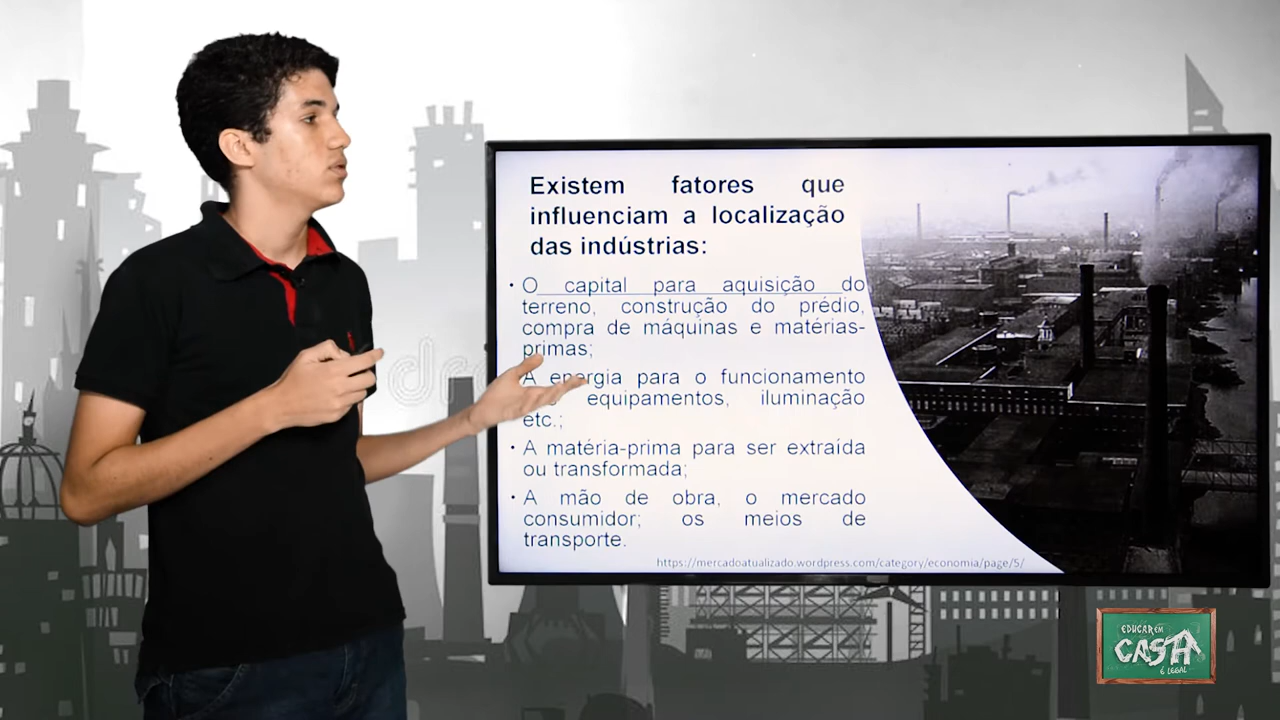 Existem fatores que
influenciam a localização
das indústrias:
• O capital para aquisição do
terreno, construção do prédio,
compra de máquinas e matérias-
primas;
A energia para o funcionamento
equipamentos, iluminação
etc.;
• A matéria-prima para ser extraída
ou transformada;
• A mão de obra, o mercado
consumidor; os meios de
transporte.
https://mercadoatualizado.wordpress.com/category/economia/page/5/
EDUCAR EM
CASA
É LEGAL